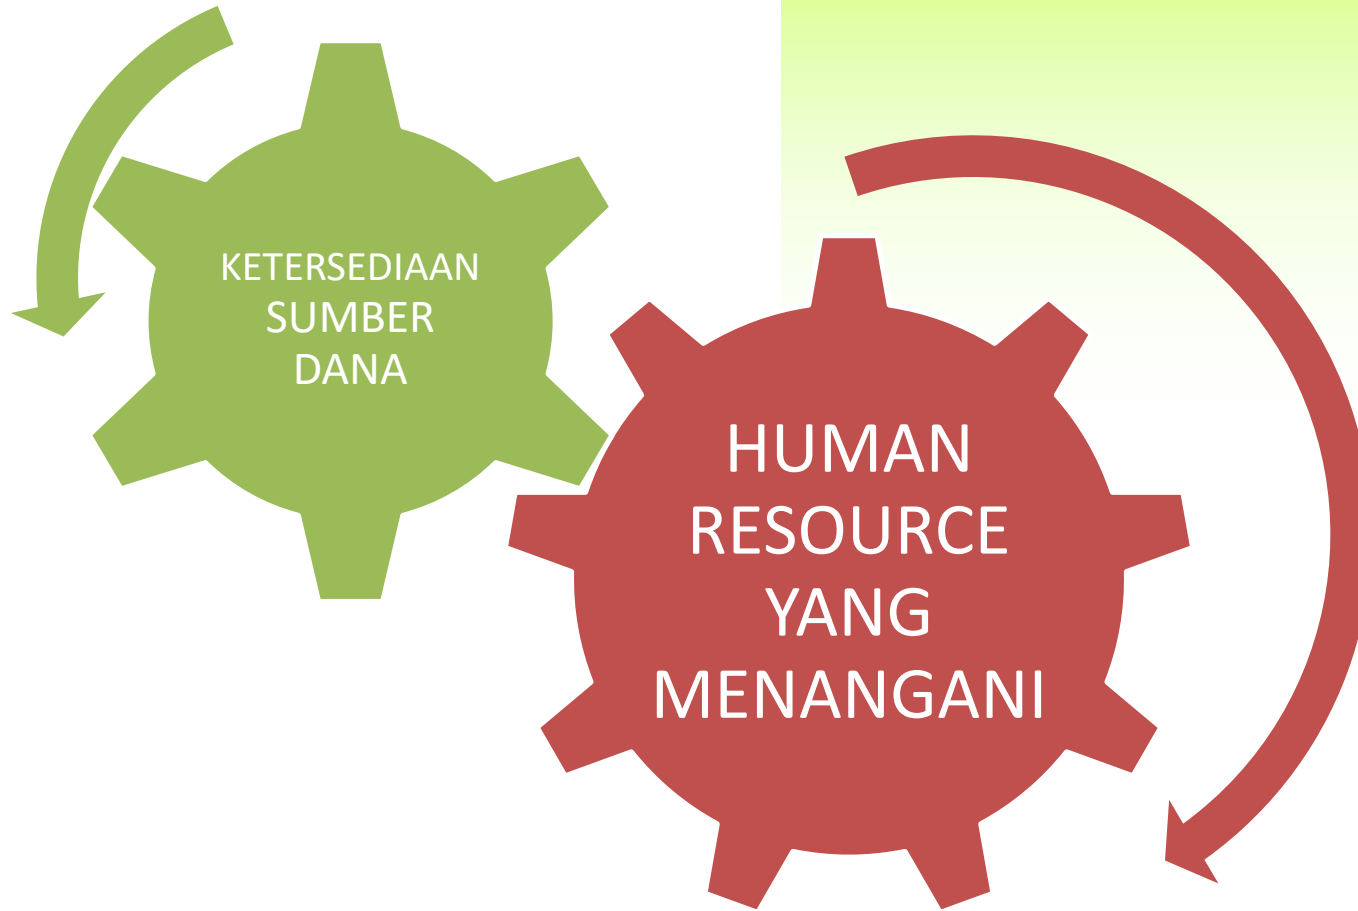 KETERSEDIAAN
SUMBER
DANA
HUMAN
RESOURCE
YANG
MENANGANI